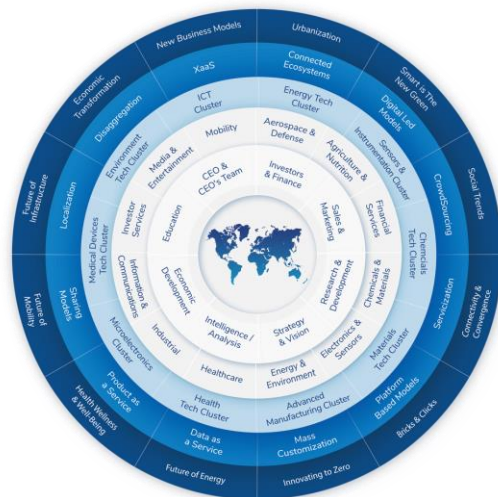 New Business Models
Urbanization
Smart is The
New Green
Social Trends
Connectivity &
Convergence
Bricks & Clicks
Innovating to Zero
Future of Energy
Health Wellness
& Well-Being
Future of
Mobility
Future of
Infrastructure
Economic
Transformation
XaaS
Connected
Ecosystems
Digital Led
Models
CrowdSourcing
Servicization
Platform
Based Models
Mass
Customization
Data as
a Service
Product as
a Service
Sharing
Models
Localization
Disaggregation
ICT
Cluster
Energy Tech
Cluster
Sensors &
Instrumentation Cluster
Chemcials
Tech Cluster
Materials
Tech Cluster
Advanced
Manufacturing Cluster
Health
Tech Cluster
Microelectronics
Cluster
Medical Devices
Tech Cluster
Environment
Tech Cluster
Mobility
Aerospace &
Defense
Agriculture &
Nutrition
Financial
Services
Chemicals &
Materials
Electronics &
Sensors
Energy &
Environment
Healthcare
Industrial
Information &
Communications
Investor
Services
Media &
Entertainment
CEO &
CEO's Team
Investors
& Finance
Sales &
Marketing
Research &
Development
Strategy
& Vision
Intelligence /
Analysis
Economic
Development
Education